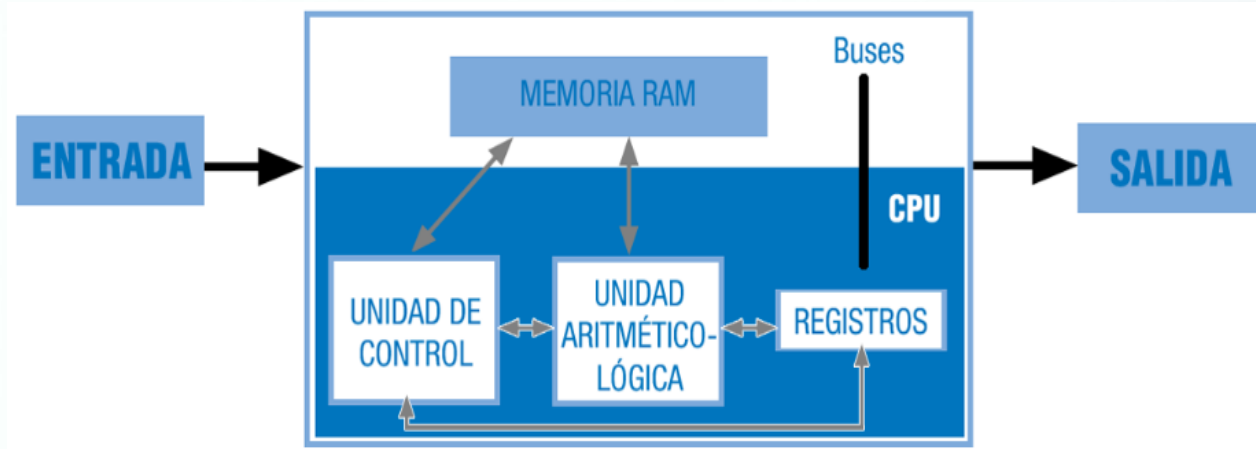 Buses
MEMORIA RAM
ENTRADA
SALIDA
CPU
UNIDAD DE
CONTROL
UNIDAD
ARITMÉTICO-
LÓGICA
REGISTROS